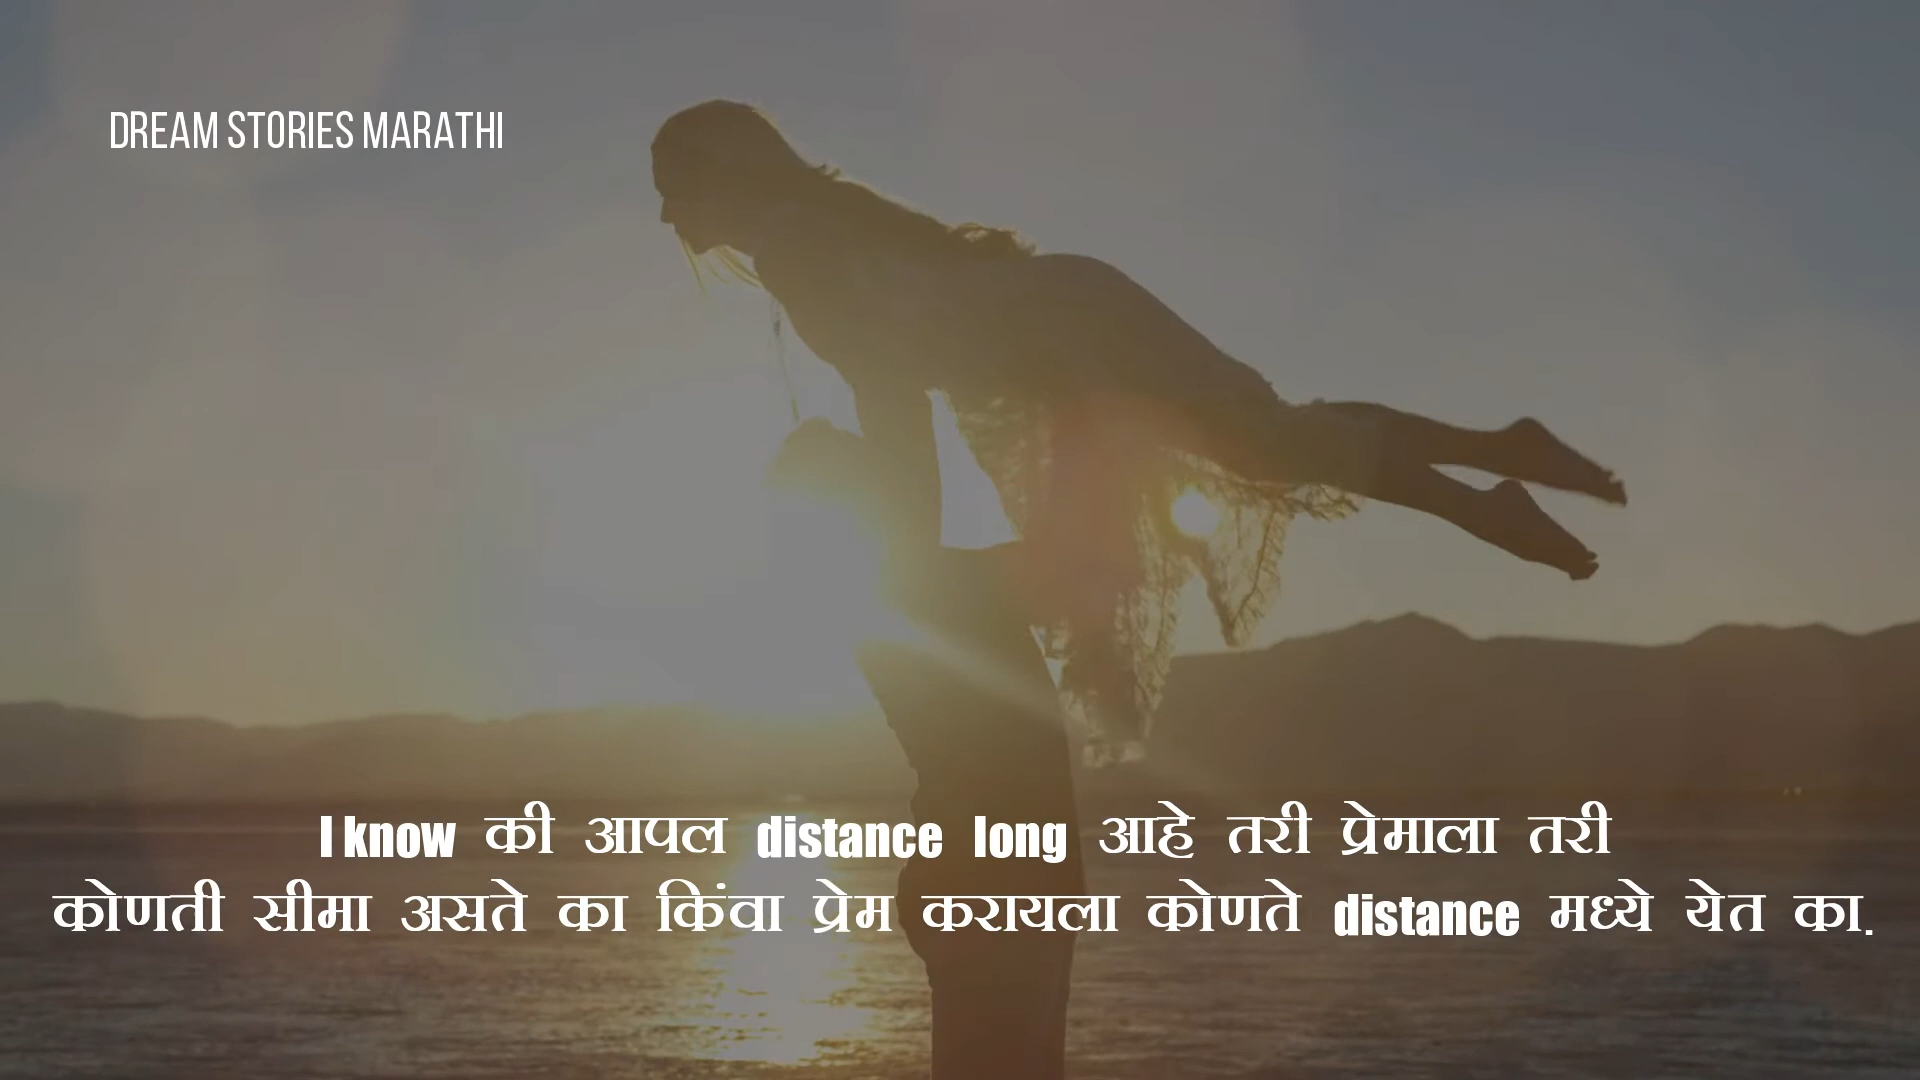 DREAM STORIES MARATHI
I know की आपल distance long आहे तरी प्रेमाला तरी
कोणती सीमा असते का किंवा प्रेम करायला कोणते distance मध्ये येत का.